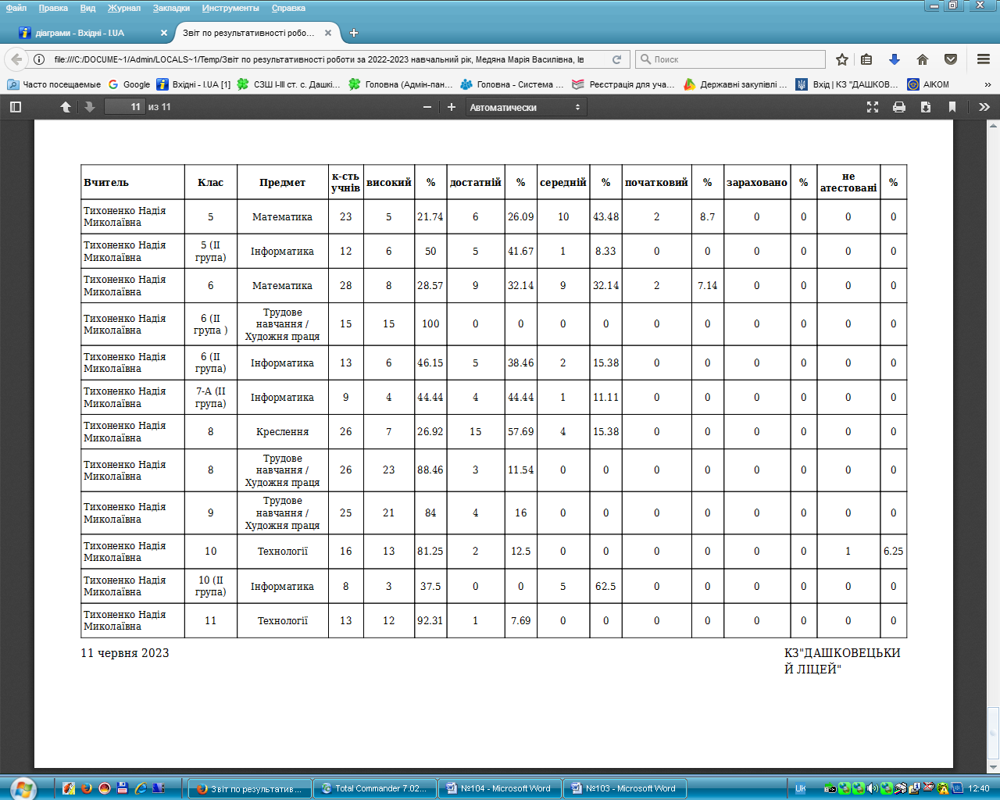 Файл Правка Вид Журнал Закладки Инструменты Справка
діаграми - Вхідні - I.UA
Звіт по результативності робо...
file:///C:/DOCUME~1/Admin/LOCALS~1/Temp/Звіт по результативності роботи за 2022-2023 навчальний рік, Медяна Марія Василівна, Ів
Поиск
Часто посещаемые Google Вхідні - I.UA [1] СЗШ І-ІІІ ст. с. Дашкі... Головна (Адмін-пан... Головна - Система ... Реєстрація для уча... Державні закупівлі ... Вхід | КЗ "ДАШКОВ... АІКОМ
11 из 11
Автоматически
Вчитель Клас Предмет к-сть учнів високий % достатній % середній % початковий % зараховано % не атестовані %
Тихоненко Надія Миколаївна 5 Математика 23 5 21.74 6 26.09 10 43.48 2 8.7 0 0 0 0
Тихоненко Надія Миколаївна 5 (ІІ група) Інформатика 12 6 50 5 41.67 1 8.33 0 0 0 0 0 0
Тихоненко Надія Миколаївна 6 Математика 28 8 28.57 9 32.14 9 32.14 2 7.14 0 0 0 0
Тихоненко Надія Миколаївна 6 (ІІ група ) Трудове навчання / Художня праця 15 15 100 0 0 0 0 0 0 0 0 0 0
Тихоненко Надія Миколаївна 6 (ІІ група) Інформатика 13 6 46.15 5 38.46 2 15.38 0 0 0 0 0 0
Тихоненко Надія Миколаївна 7-А (ІІ група) Інформатика 9 4 44.44 4 44.44 1 11.11 0 0 0 0 0 0
Тихоненко Надія Миколаївна 8 Креслення 26 7 26.92 15 57.69 4 15.38 0 0 0 0 0 0
Тихоненко Надія Миколаївна 8 Трудове навчання / Художня праця 26 23 88.46 3 11.54 0 0 0 0 0 0 0 0
Тихоненко Надія Миколаївна 9 Трудове навчання / Художня праця 25 21 84 4 16 0 0 0 0 0 0 0 0
Тихоненко Надія Миколаївна 10 Технології 16 13 81.25 2 12.5 0 0 0 0 0 0 1 6.25
Тихоненко Надія Миколаївна 10 (ІІ група) Інформатика 8 3 37.5 0 0 5 62.5 0 0 0 0 0 0
Тихоненко Надія Миколаївна 11 Технології 13 12 92.31 1 7.69 0 0 0 0 0 0 0 0
11 червня 2023
КЗ"ДАШКОВЕЦЬКИ
Й ЛІЦЕЙ"
Звіт по результатив... Total Commander 7.02... №104 - Microsoft Word №103 - Microsoft Word Uk 12:40